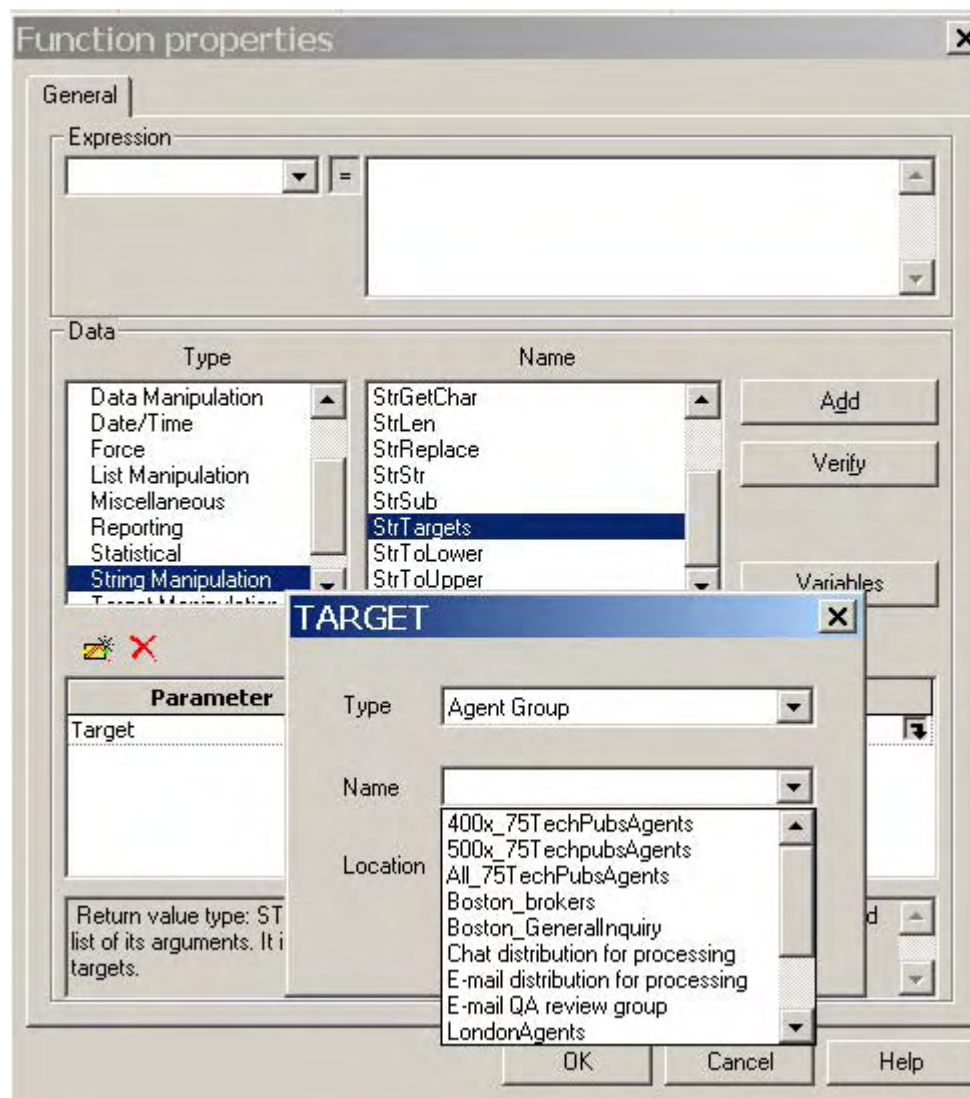 Function properties
General
Expression
=
Data
Type
Name
Data Manipulation
Date/Time
Force
List Manipulation
Miscellaneous
Reporting
Statistical
String Manipulation
Target Manipulation
StrGetChar
StrLen
StrReplace
StrStr
StrSub
StrTargets
StrToLower
StrToUpper
Add
Verify
Variables
Parameter
Target
TARGET
Type
Agent Group
Name
Location
400x_75TechPubsAgents
500x_75TechpubsAgents
All_75TechPubsAgents
Boston_brokers
Boston_GeneralInquiry
Chat distribution for processing
E-mail distribution for processing
E-mail QA review group
LondonAgents
Return value type: ST
list of its arguments. It i
targets.
d
OK
Cancel
Help